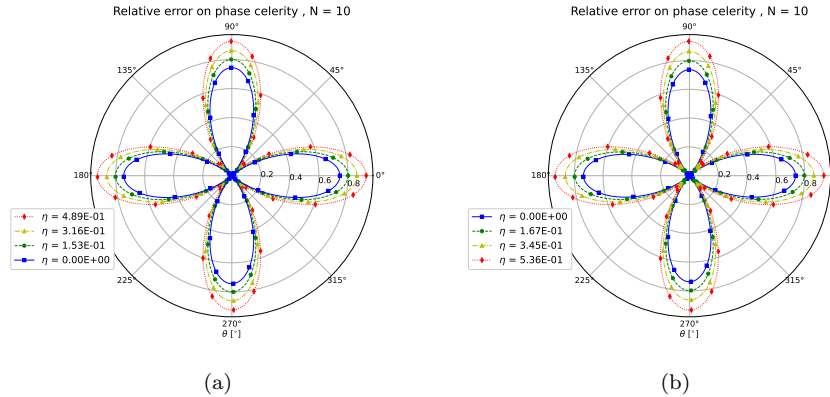 Relative error on phase celerity , N = 10
90°
135°
45°
180°
0.2
0.4
0.6
0.8
0°
η = 4.89E-01
η = 3.16E-01
η = 1.53E-01
η = 0.00E+00
225°
315°
270°
θ [°]
(a)
Relative error on phase celerity , N = 10
90°
135°
45°
180°
0.2
0.4
0.6
0.8
0°
η = 0.00E+00
η = 1.67E-01
η = 3.45E-01
η = 5.36E-01
225°
315°
270°
θ [°]
(b)